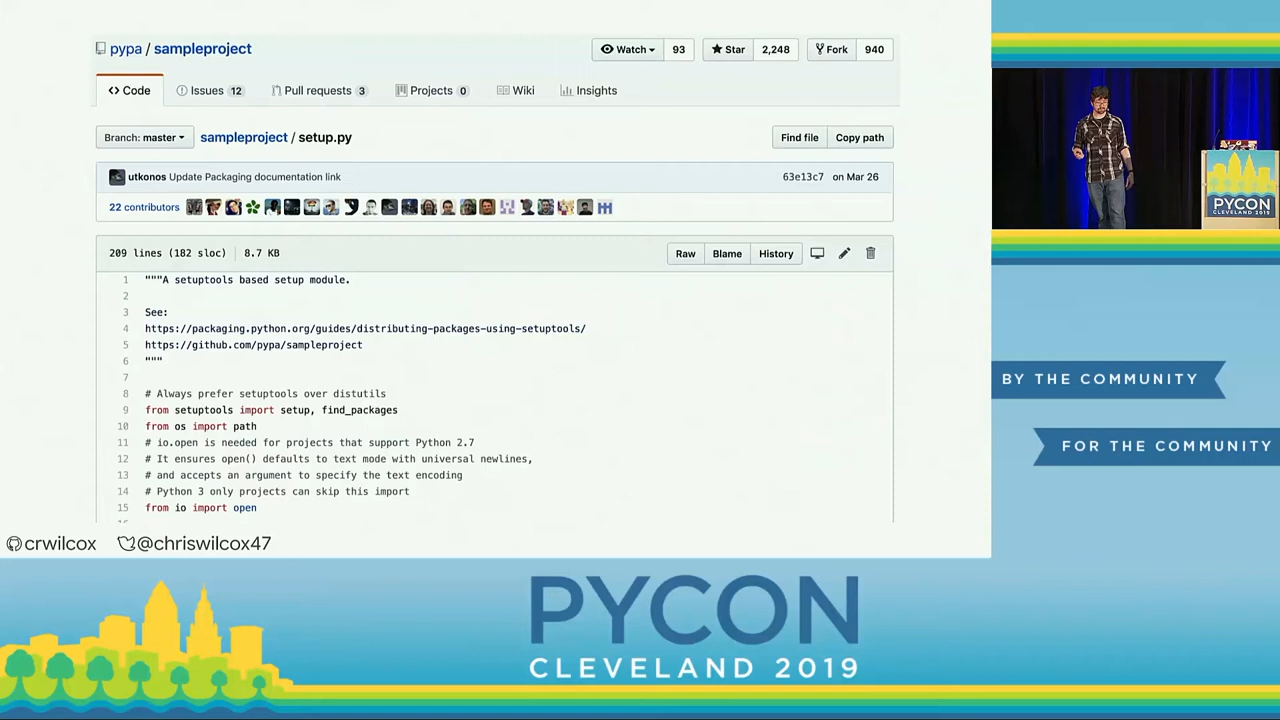 pypa / sampleproject
Watch 93 Star 2,248 Fork 940
Code Issues 12 Pull requests 3 Projects 0 Wiki Insights
Branch: master sampleproject / setup.py Find file Copy path
utkonos Update Packaging documentation link 63e13c7 on Mar 26
22 contributors
209 lines (182 sloc) 8.7 KB Raw Blame History
1 """A setuptools based setup module.
2
3 See:
4 https://packaging.python.org/guides/distributing-packages-using-setuptools/
5 https://github.com/pypa/sampleproject
6 """
7
8 # Always prefer setuptools over distutils
9 from setuptools import setup, find_packages
10 from os import path
11 # io.open is needed for projects that support Python 2.7
12 # It ensures open() defaults to text mode with universal newlines,
13 # and accepts an argument to specify the text encoding
14 # Python 3 only projects can skip this import
15 from io import open
crwilcox @chriswilcox47
PYCON
CLEVELAND 2019
BY THE COMMUNITY
FOR THE COMMUNITY
PYCON
CLEVELAND 2019